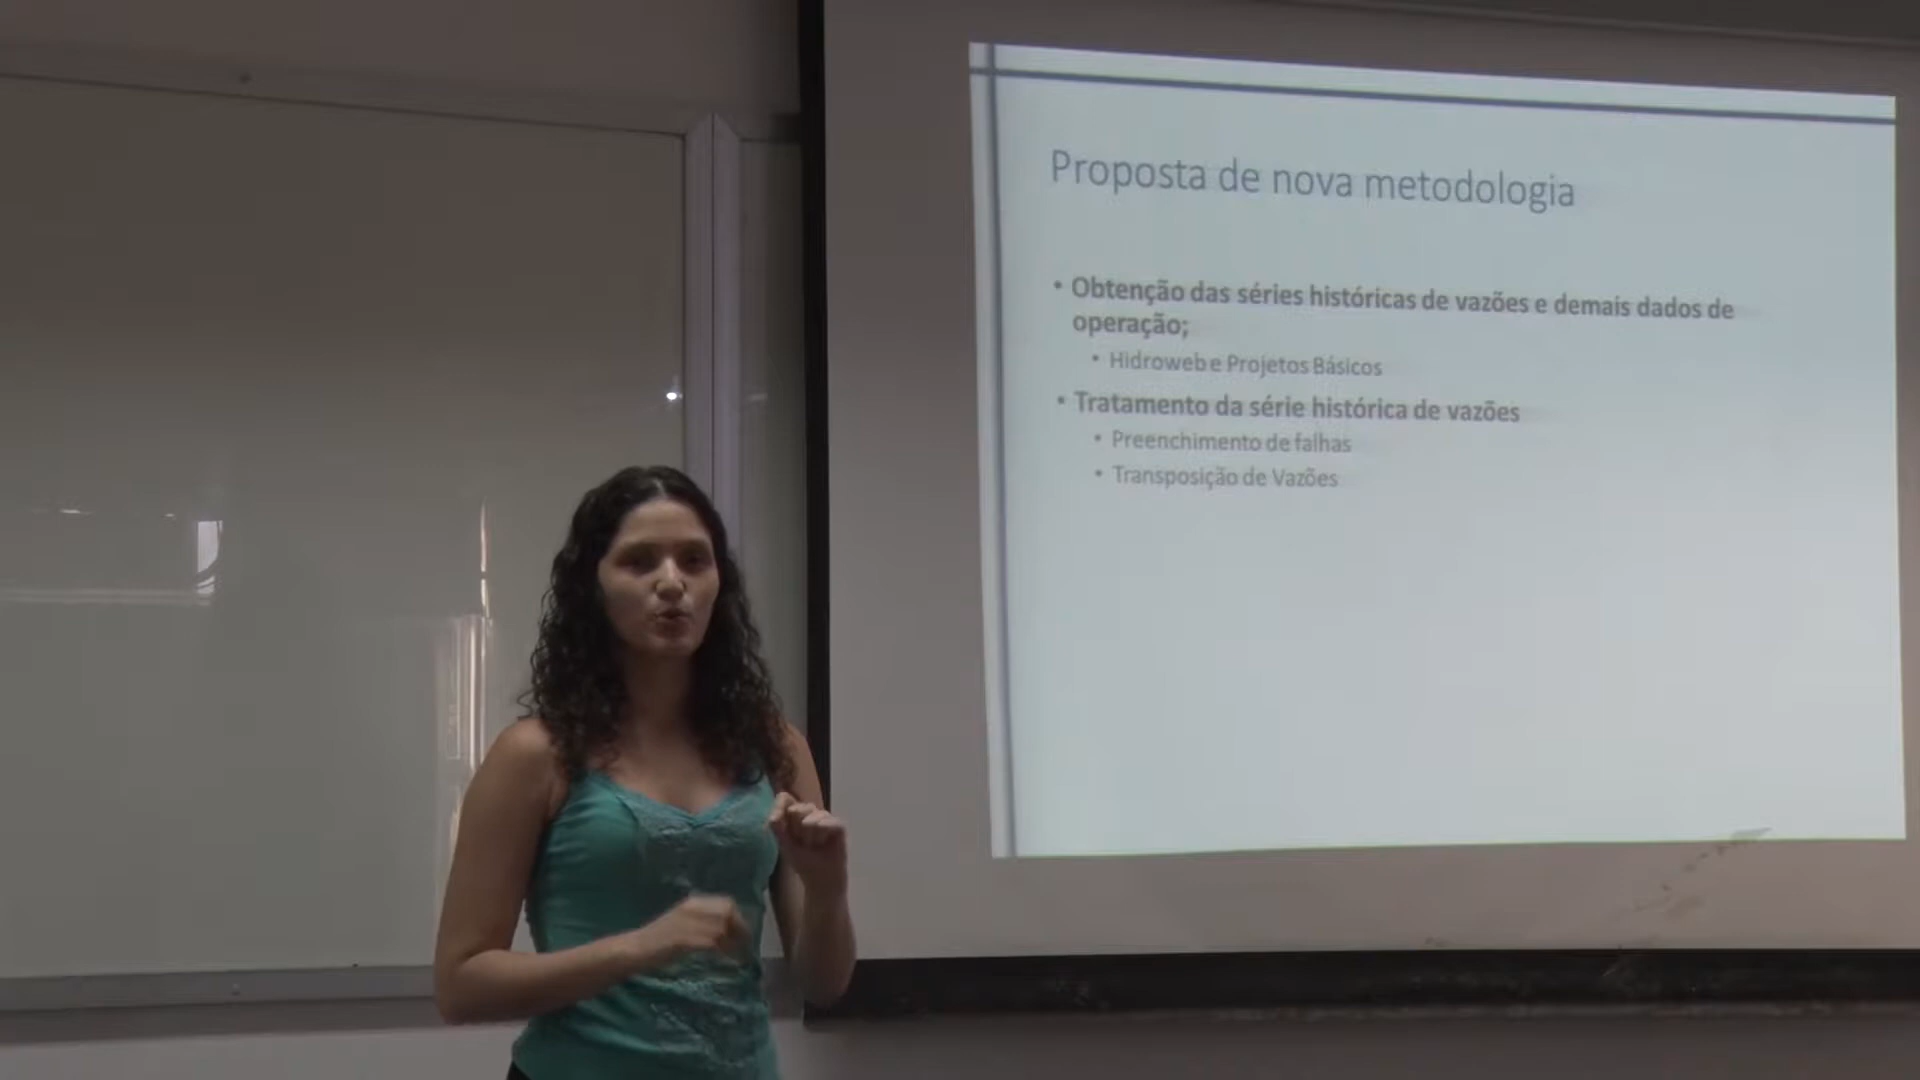 Proposta de nova metodologia
• Obtenção das séries históricas de vazões e demais dados de
operação;
• Hidroweb e Projetos Básicos
• Tratamento da série histórica de vazões
• Preenchimento de falhas
• Transposição de Vazões